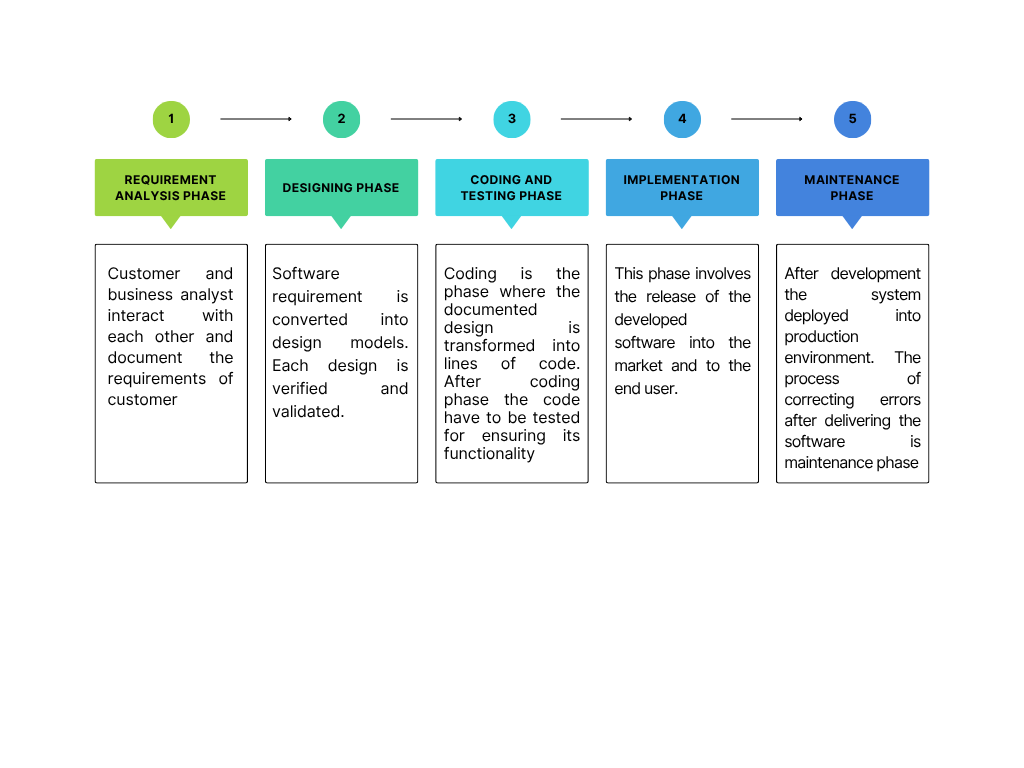 1
2
3
4
5
REQUIREMENT
ANALYSIS PHASE
DESIGNING PHASE
CODING AND
TESTING PHASE
IMPLEMENTATION
PHASE
MAINTENANCE
PHASE
Customer and
business analyst
interact with
each other and
document the
requirements of
customer
Software
requirement is
converted into
design models.
Each design is
verified and
validated.
Coding is the
phase where the
documented
design is
transformed into
lines of code.
After coding
phase the code
have to be tested
for ensuring its
functionality
This phase involves
the release of the
developed
software into the
market and to the
end user.
After development
the system
deployed into
production
environment. The
process of
correcting errors
after delivering the
software is
maintenance phase